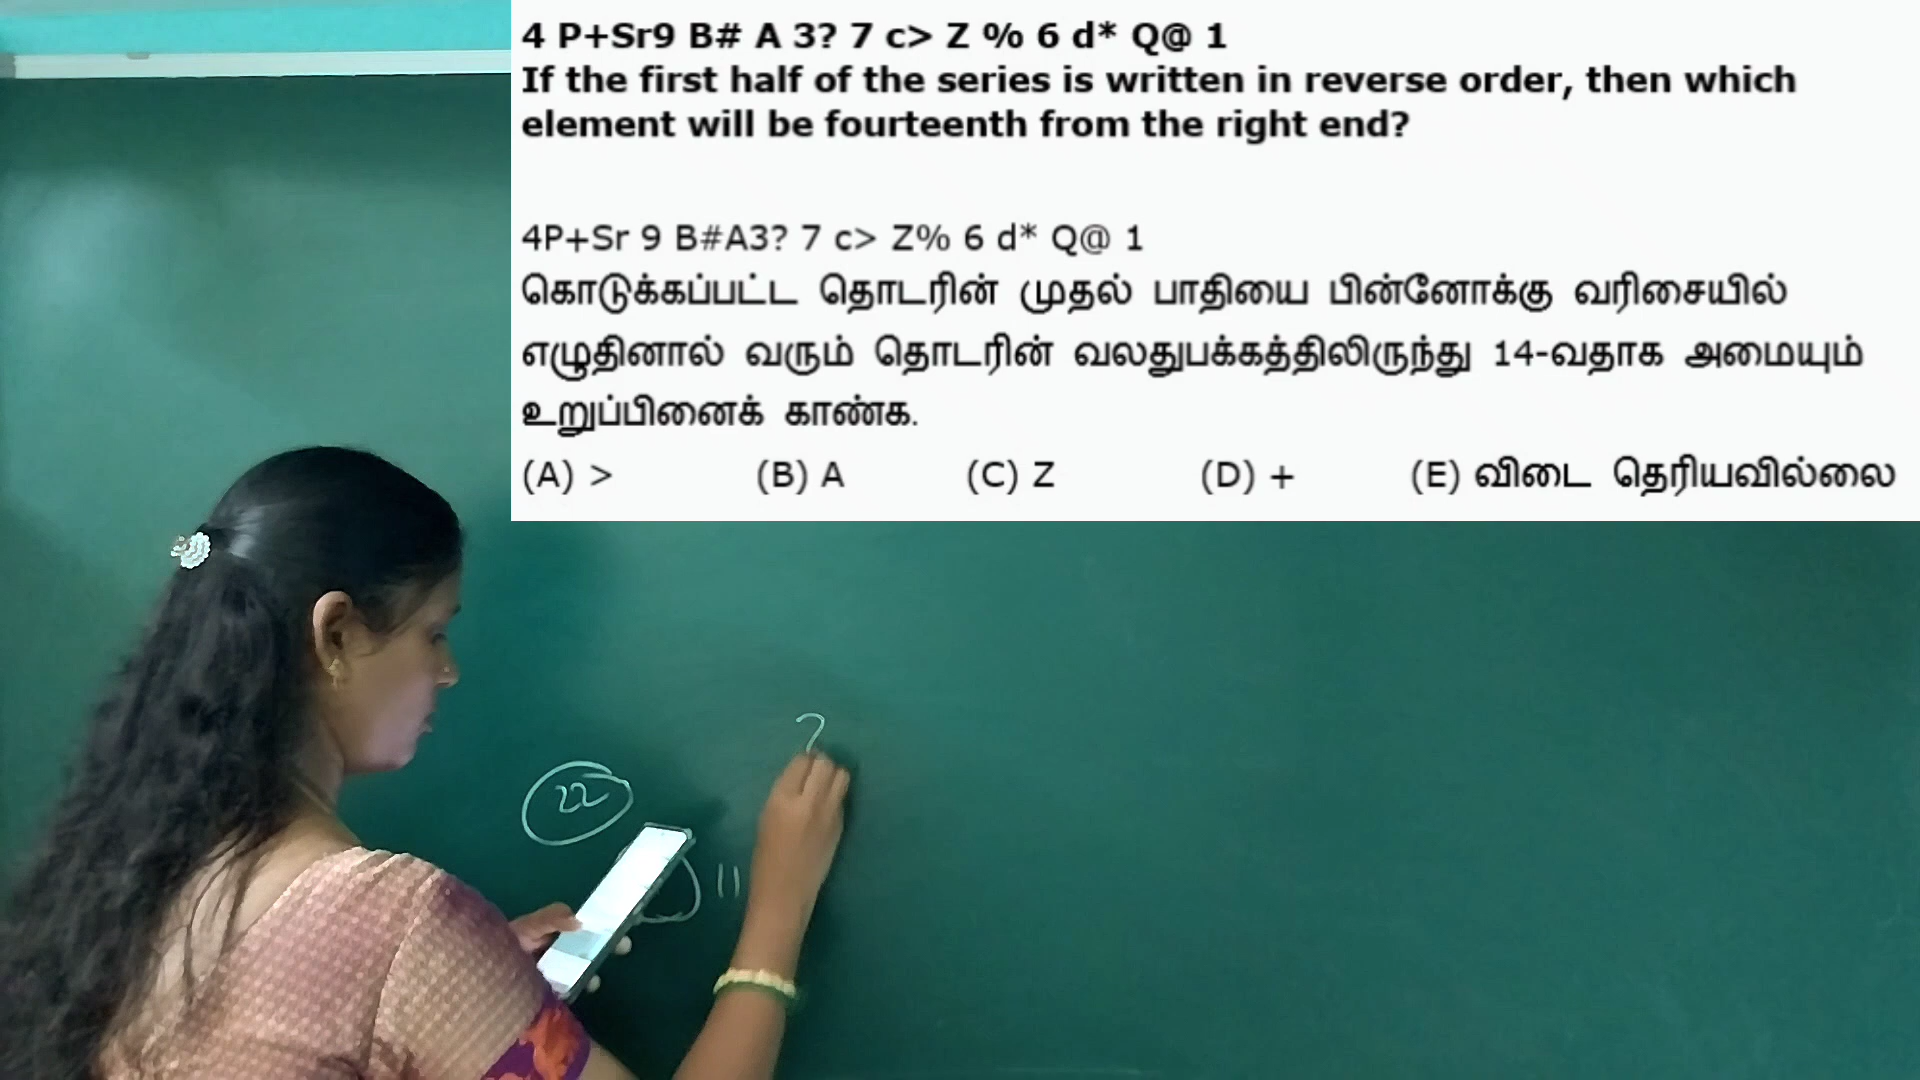 4 P+Sr9 B# A 3? 7 c> Z % 6 d* Q@ 1
If the first half of the series is written in reverse order, then which
element will be fourteenth from the right end?
4P+Sr 9 B#A3? 7 c> Z% 6 d* Q@ 1
கொடுக்கப்பட்ட தொடரின் முதல் பாதியை பின்னோக்கு வரிசையில்
எழுதினால் வரும் தொடரின் வலதுபக்கத்திலிருந்து 14-வதாக அமையும்
உறுப்பினைக் காண்க.
(A) > (B) A (C) Z (D) + (E) விடை தெரியவில்லை
?
22
11